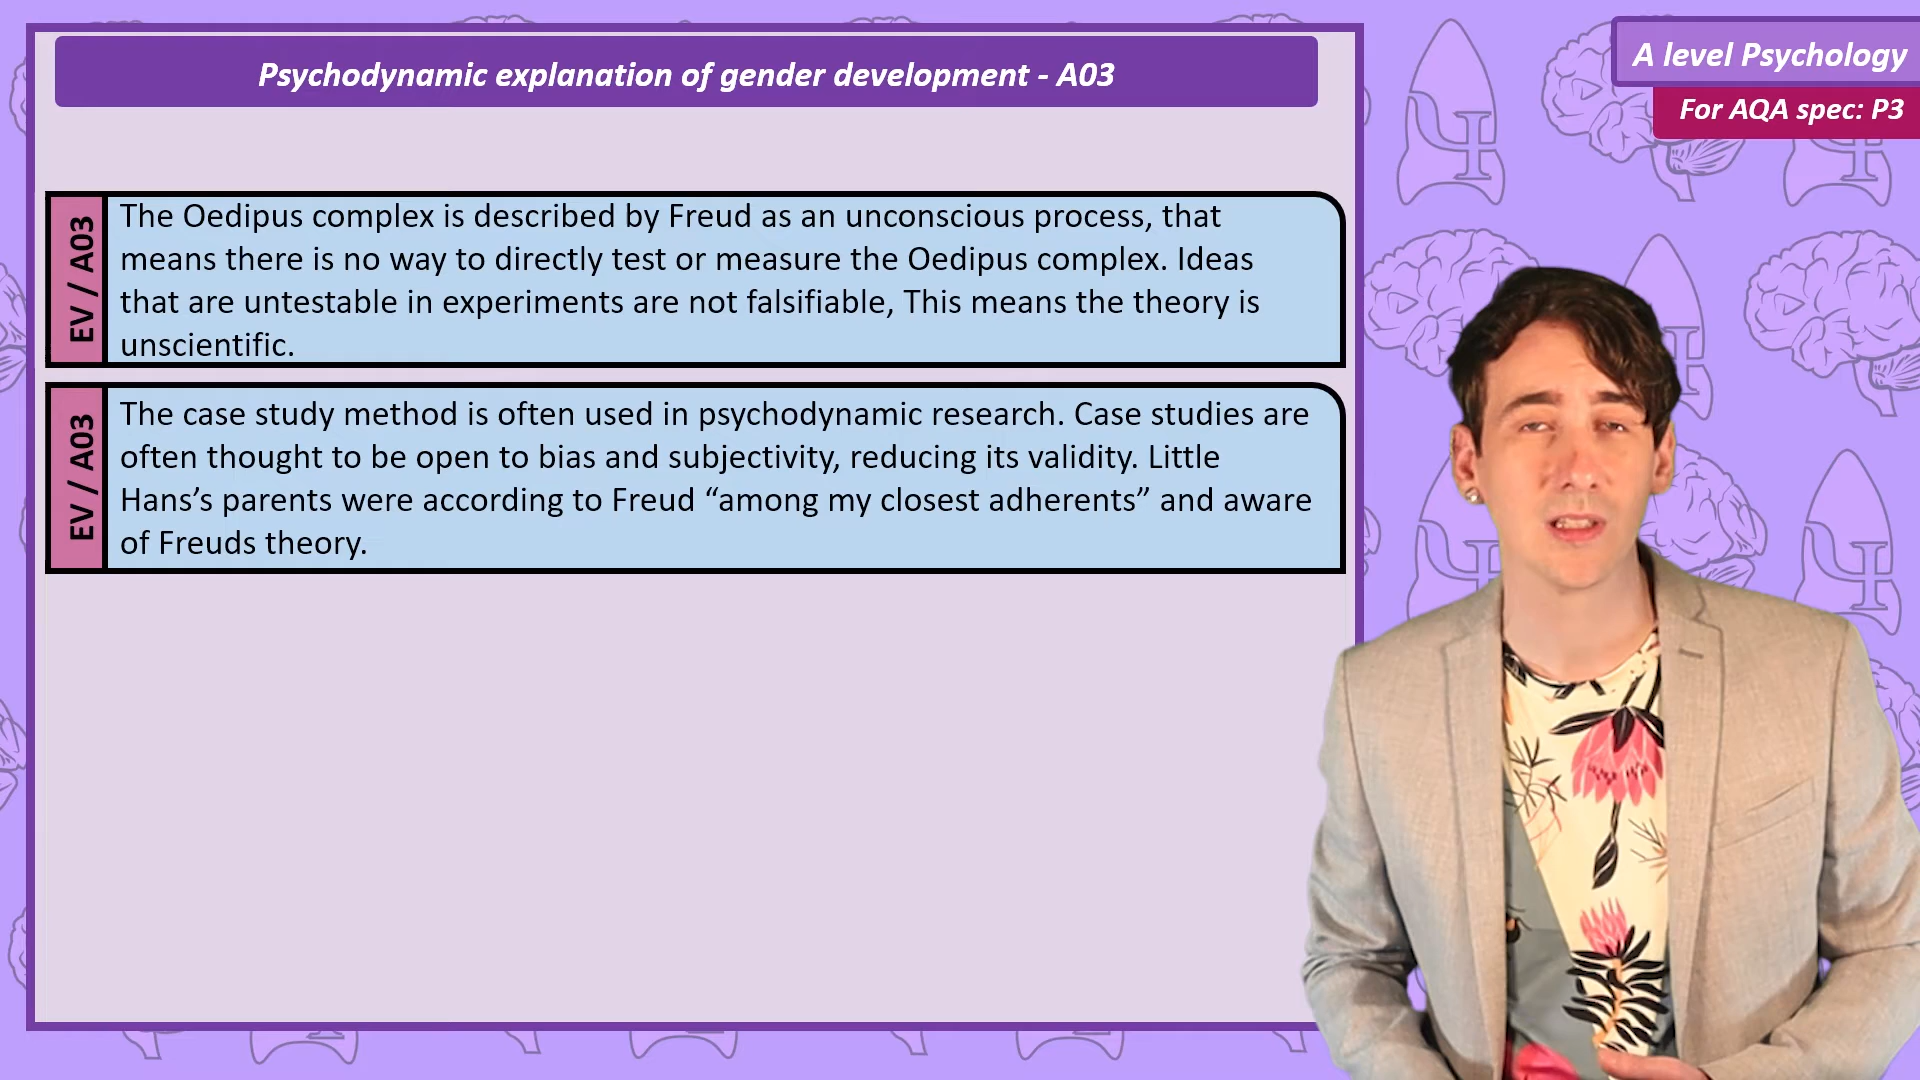 Psychodynamic explanation of gender development - A03
A level Psychology
For AQA spec: P3
EV / A03
The Oedipus complex is described by Freud as an unconscious process, that
means there is no way to directly test or measure the Oedipus complex. Ideas
that are untestable in experiments are not falsifiable, This means the theory is
unscientific.
EV / A03
The case study method is often used in psychodynamic research. Case studies are
often thought to be open to bias and subjectivity, reducing its validity. Little
Hans’s parents were according to Freud “among my closest adherents” and aware
of Freuds theory.